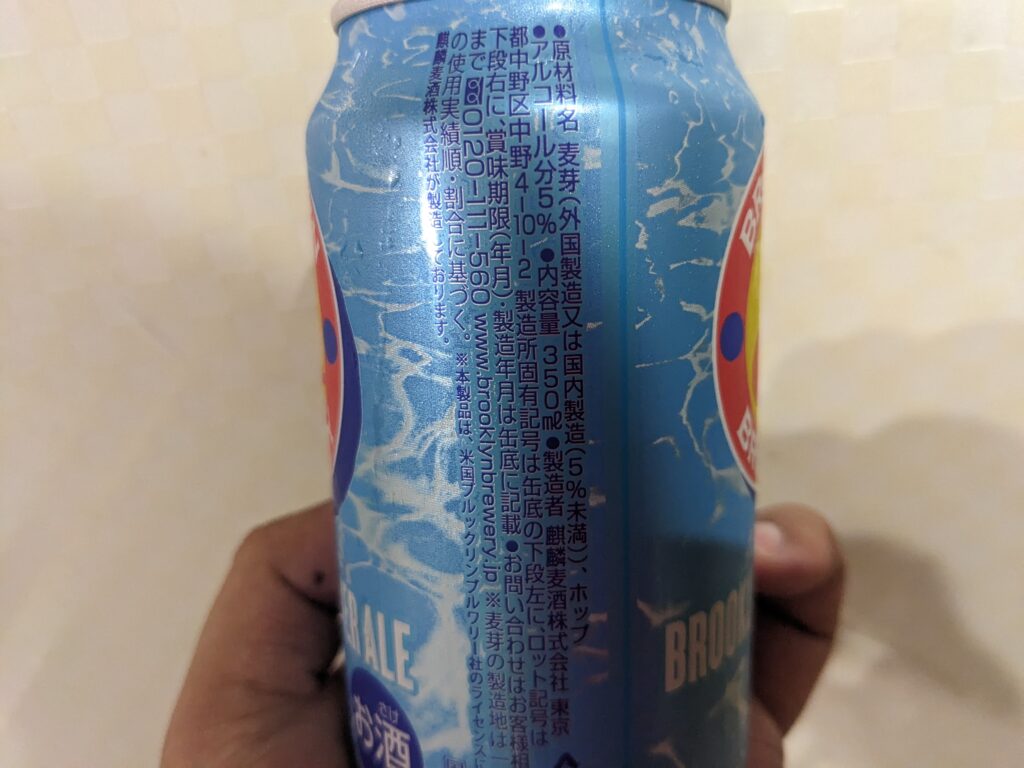 ●原材料名 麦芽(外国製造又は国内製造(5%未満))、ホップ
●アルコール分5% ●内容量 350㎖ ●製造者 麒麟麦酒株式会社 東京
都中野区中野4-10-2 製造所固有記号は缶底の下段左に、ロット記号は
下段右に、賞味期限(年月)・製造年月は缶底に記載 ●お問い合わせはお客様相
まで 0120-111-560 www.brooklynbrewery.jp ※麦芽の製造地は
の使用実績順・割合に基づく。 ※本製品は、米国ブルックリンブルワリー社のライセンス
麒麟麦酒株式会社が製造しております。
ALE
お酒
さけ
BROO
BR